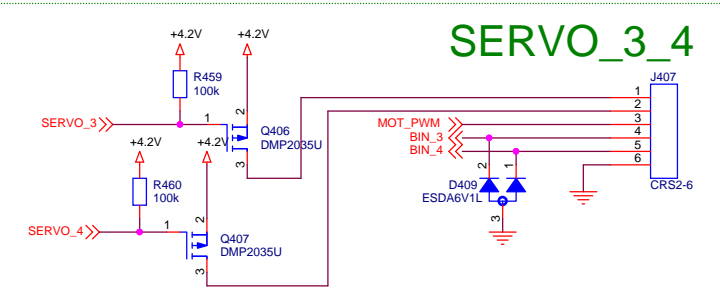 SERVO_3_4
+4.2V
+4.2V
R459
100k
J407
1
2
3
4
5
6
CRS2-6
SERVO_3
1
2
3
Q406
DMP2035U
MOT_PWM
BIN_3
BIN_4
+4.2V
+4.2V
R460
100k
2
1
D409
ESDA6V1L
3
SERVO_4
1
2
3
Q407
DMP2035U